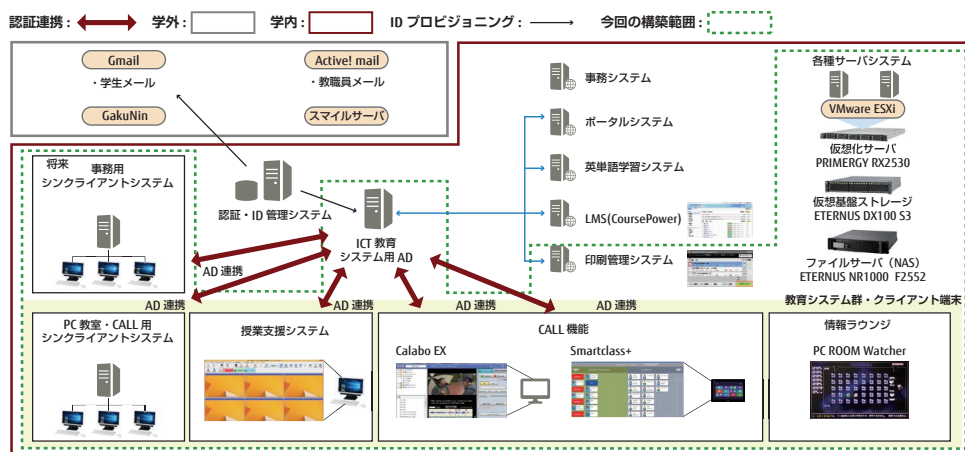 認証連携：
学外：
学内：
ID プロビジョニング：
今回の構築範囲：
Gmail
・学生メール
Active! mail
・教職員メール
GakuNin
スマイルサーバ
事務システム
ポータルシステム
英単語学習システム
LMS(CoursePower)
印刷管理システム
各種サーバシステム
VMware ESXi
仮想化サーバ
PRIMERGY RX2530
仮想基盤ストレージ
ETERNUS DX100 S3
ファイルサーバ（NAS）
ETERNUS NR1000 F2552
将来
事務用
シンクライアントシステム
認証・ID 管理システム
ICT 教育
システム用 AD
AD 連携
AD 連携
AD 連携
AD 連携
AD 連携
教育システム群・クライアント端末
PC 教室・CALL 用
シンクライアントシステム
授業支援システム
CALL 機能
Calabo EX
Smartclass+
情報ラウンジ
PC ROOM Watcher